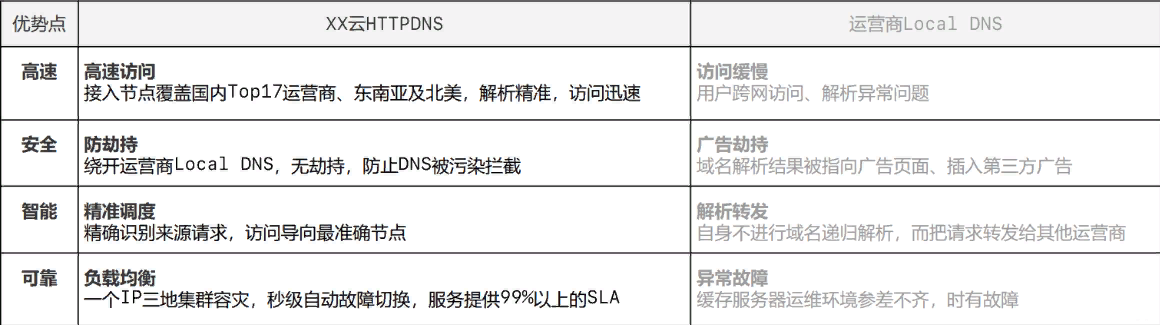 优势点 XX云HTTPDNS 运营商Local DNS
高速 高速访问 访问缓慢
接入节点覆盖国内Top17运营商、东南亚及北美，解析精准，访问迅速 用户跨网访问、解析异常问题
安全 防劫持 广告劫持
绕开运营商Local DNS，无劫持，防止DNS被污染拦截 域名解析结果被指向广告页面、插入第三方广告
智能 精准调度 解析转发
精确识别来源请求，访问导向最准确节点 自身不进行域名递归解析，而把请求转发给其他运营商
可靠 负载均衡 异常故障
一个IP三地集群容灾，秒级自动故障切换，服务提供99%以上的SLA 缓存服务器运维环境参差不齐，时有故障